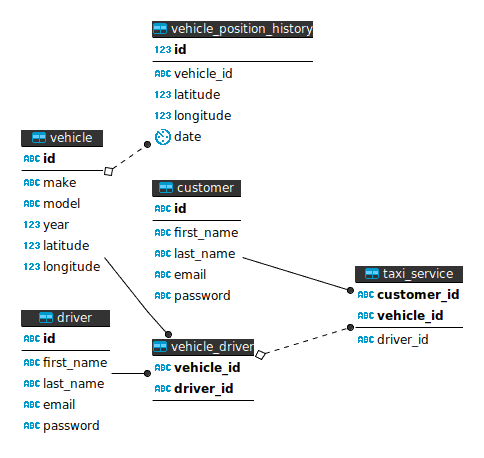 vehicle_position_history
123 id
ABC vehicle_id
123 latitude
123 longitude
date
vehicle
ABC id
ABC make
ABC model
123 year
123 latitude
123 longitude
customer
ABC id
ABC first_name
ABC last_name
ABC email
ABC password
taxi_service
ABC customer_id
ABC vehicle_id
ABC driver_id
driver
ABC id
ABC first_name
ABC last_name
ABC email
ABC password
vehicle_driver
ABC vehicle_id
ABC driver_id